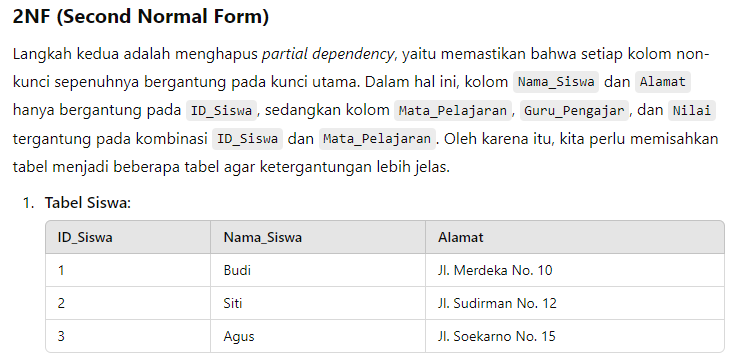 2NF (Second Normal Form)
Langkah kedua adalah menghapus partial dependency, yaitu memastikan bahwa setiap kolom non-
kunci sepenuhnya bergantung pada kunci utama. Dalam hal ini, kolom Nama_Siswa dan Alamat
hanya bergantung pada ID_Siswa, sedangkan kolom Mata_Pelajaran, Guru_Pengajar, dan Nilai
tergantung pada kombinasi ID_Siswa dan Mata_Pelajaran. Oleh karena itu, kita perlu memisahkan
tabel menjadi beberapa tabel agar ketergantungan lebih jelas.
1. Tabel Siswa:
ID_Siswa Nama_Siswa Alamat
1 Budi Jl. Merdeka No. 10
2 Siti Jl. Sudirman No. 12
3 Agus Jl. Soekarno No. 15